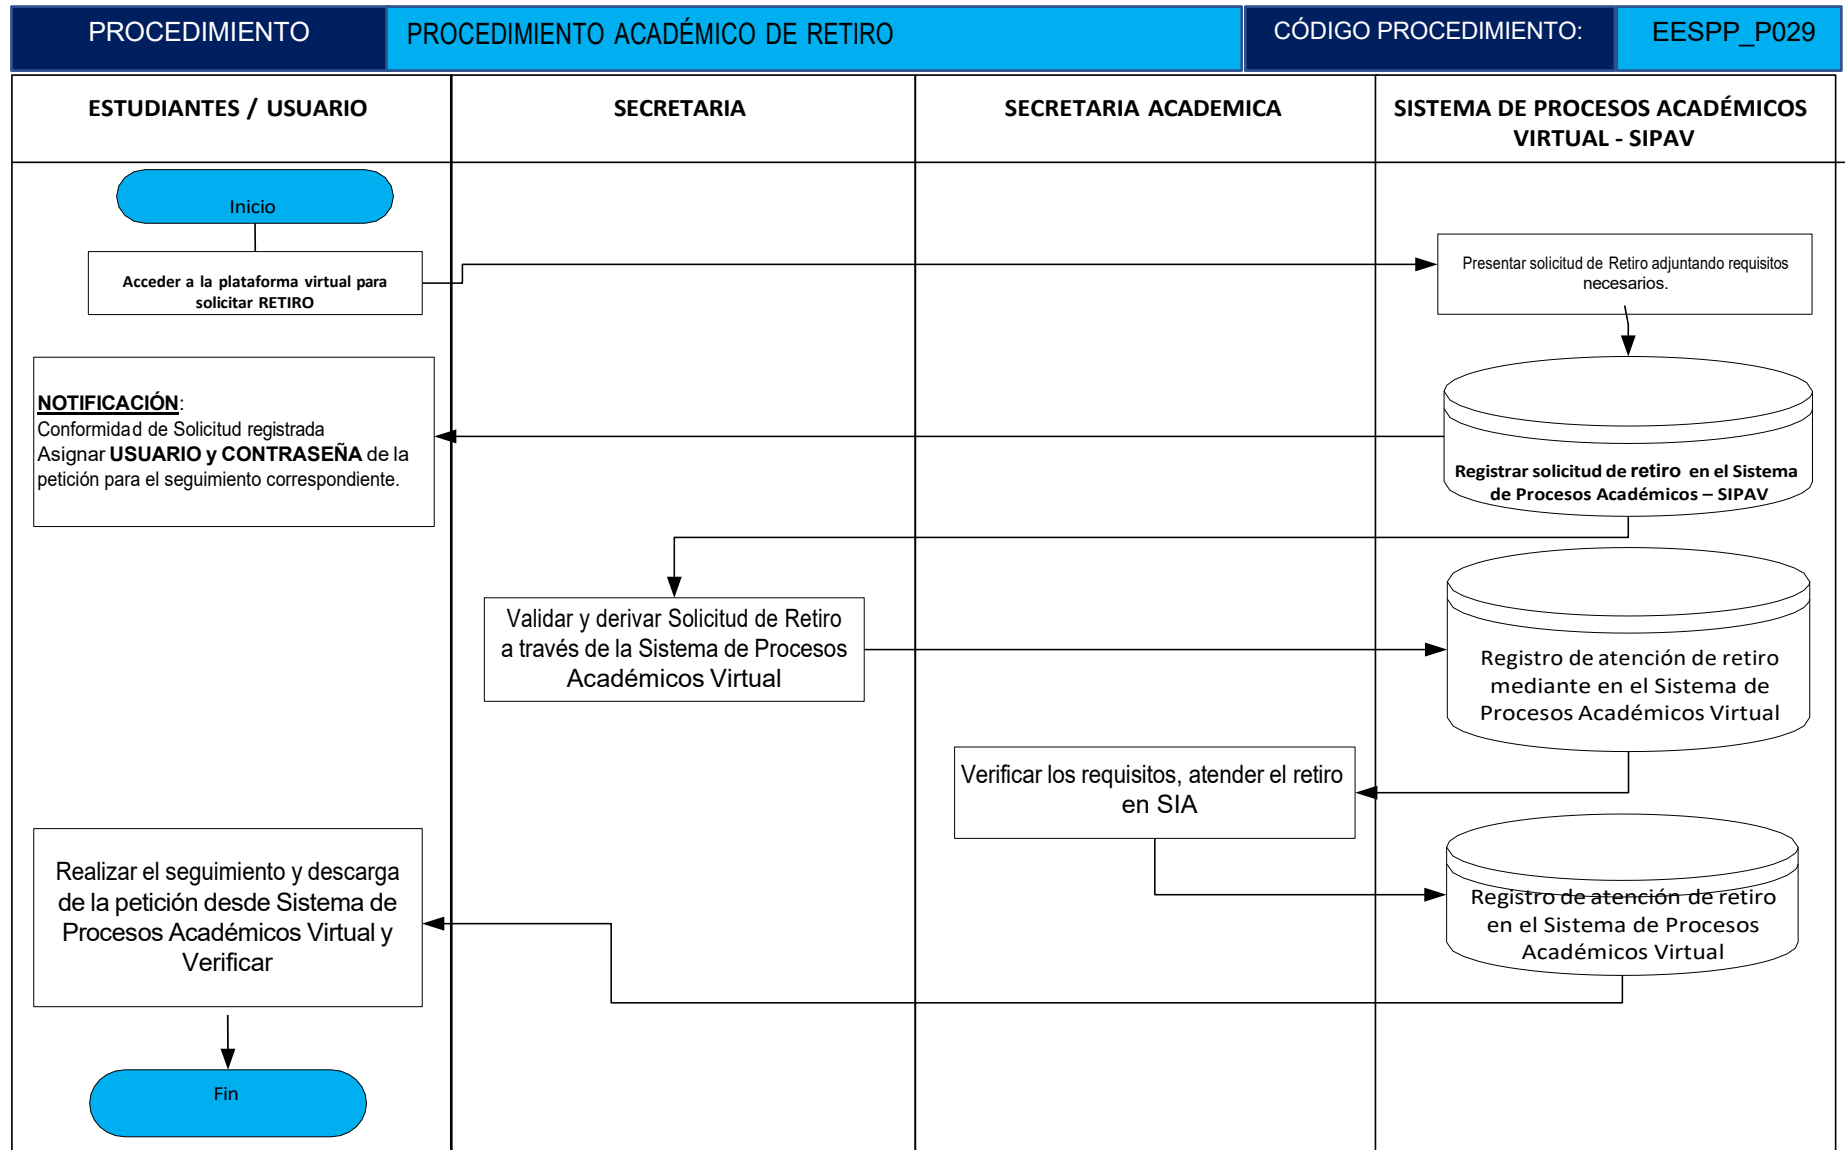 PROCEDIMIENTO
PROCEDIMIENTO ACADÉMICO DE RETIRO
CÓDIGO PROCEDIMIENTO:
EESPP_P029
ESTUDIANTES / USUARIO
SECRETARIA
SECRETARIA ACADEMICA
SISTEMA DE PROCESOS ACADÉMICOS
VIRTUAL - SIPAV
Inicio
Acceder a la plataforma virtual para
solicitar RETIRO
Presentar solicitud de Retiro adjuntando requisitos
necesarios.
NOTIFICACIÓN:
Conformidad de Solicitud registrada
Asignar USUARIO y CONTRASEÑA de la
petición para el seguimiento correspondiente.
Registrar solicitud de retiro en el Sistema
de Procesos Académicos – SIPAV
Validar y derivar Solicitud de Retiro
a través de la Sistema de Procesos
Académicos Virtual
Registro de atención de retiro
mediante en el Sistema de
Procesos Académicos Virtual
Verificar los requisitos, atender el retiro
en SIA
Realizar el seguimiento y descarga
de la petición desde Sistema de
Procesos Académicos Virtual y
Verificar
Registro de atención de retiro
en el Sistema de Procesos
Académicos Virtual
Fin